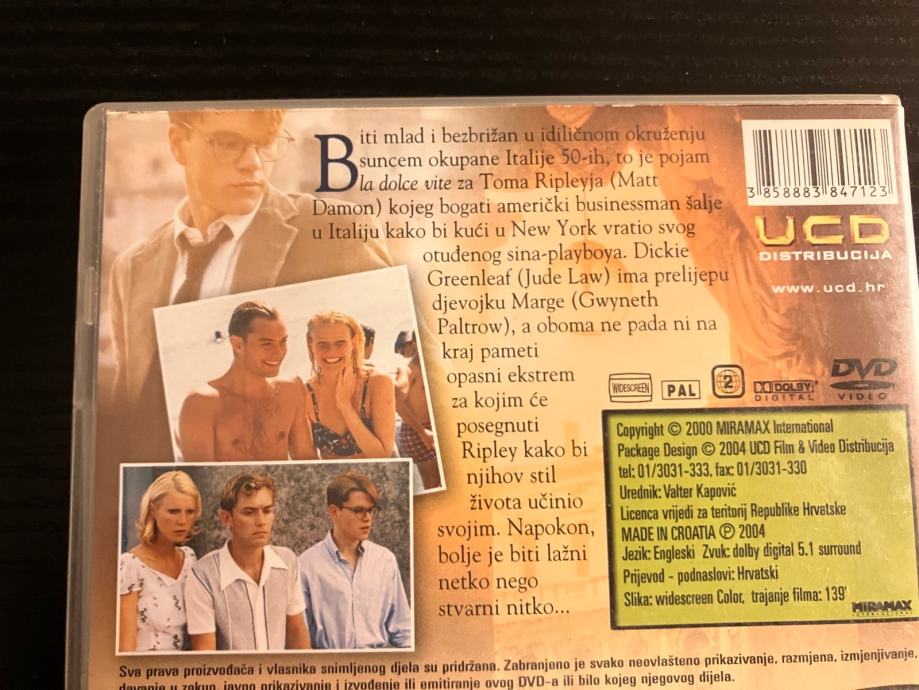 Biti mlad i bezbrižan u idiličnom okruženju
suncem okupane Italije 50-ih, to je pojam
la dolce vite za Toma Ripleyja (Matt
Damon) kojeg bogati američki businessman šalje
u Italiju kako bi kući u New York vratio svog
otuđenog sina-playboya. Dickie
Greenleaf (Jude Law) ima prelijepu
djevojku Marge (Gwyneth
Paltrow), a oboma ne pada ni na
kraj pameti
opasni ekstrem
za kojim će
posegnuti
Ripley kako bi
njihov stil
života učinio
svojim. Napokon,
bolje je biti lažni
netko nego
stvarni nitko...
3 858883 847123
UCD
DISTRIBUCIJA
www.ucd.hr
WIDESCREEN
PAL
2
DOLBY
DIGITAL
DVD
VIDEO
Copyright © 2000 MIRAMAX International
Package Design © 2004 UCD Film & Video Distribucija
tel: 01/3031-333, fax: 01/3031-330
Urednik: Valter Kapović
Licenca vrijedi za teritorij Republike Hrvatske
MADE IN CROATIA ℗ 2004
Jezik: Engleski Zvuk: dolby digital 5.1 surround
Prijevod - podnaslovi: Hrvatski
Slika: widescreen Color, trajanje filma: 139'
MIRAMAX
INTERNATIONAL
Sva prava proizvođača i vlasnika snimljenog djela su pridržana. Zabranjeno je svako neovlašteno prikazivanje, razmjena, izmjenjivanje,
davanje u zakup, javno prikazivanje i izvođenje ili emitiranje ovog DVD-a ili bilo kojeg njegovog dijela.